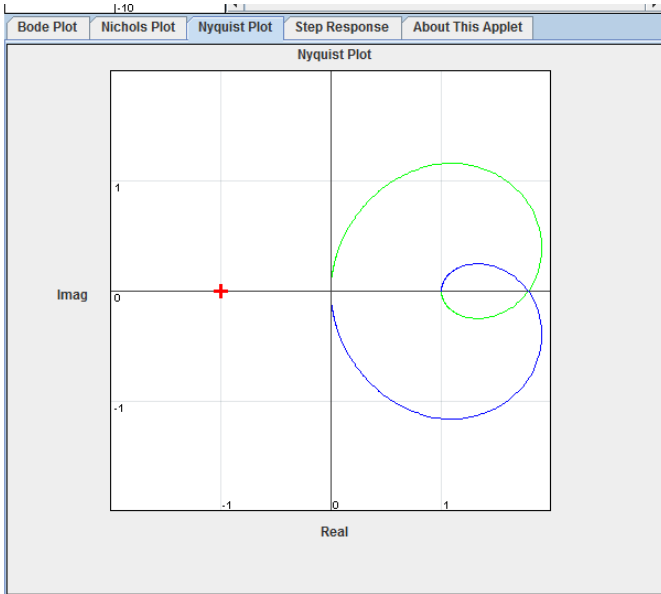 -10
Bode Plot Nichols Plot Nyquist Plot Step Response About This Applet
Nyquist Plot
1
Imag
0
-1
-1 0 1
Real